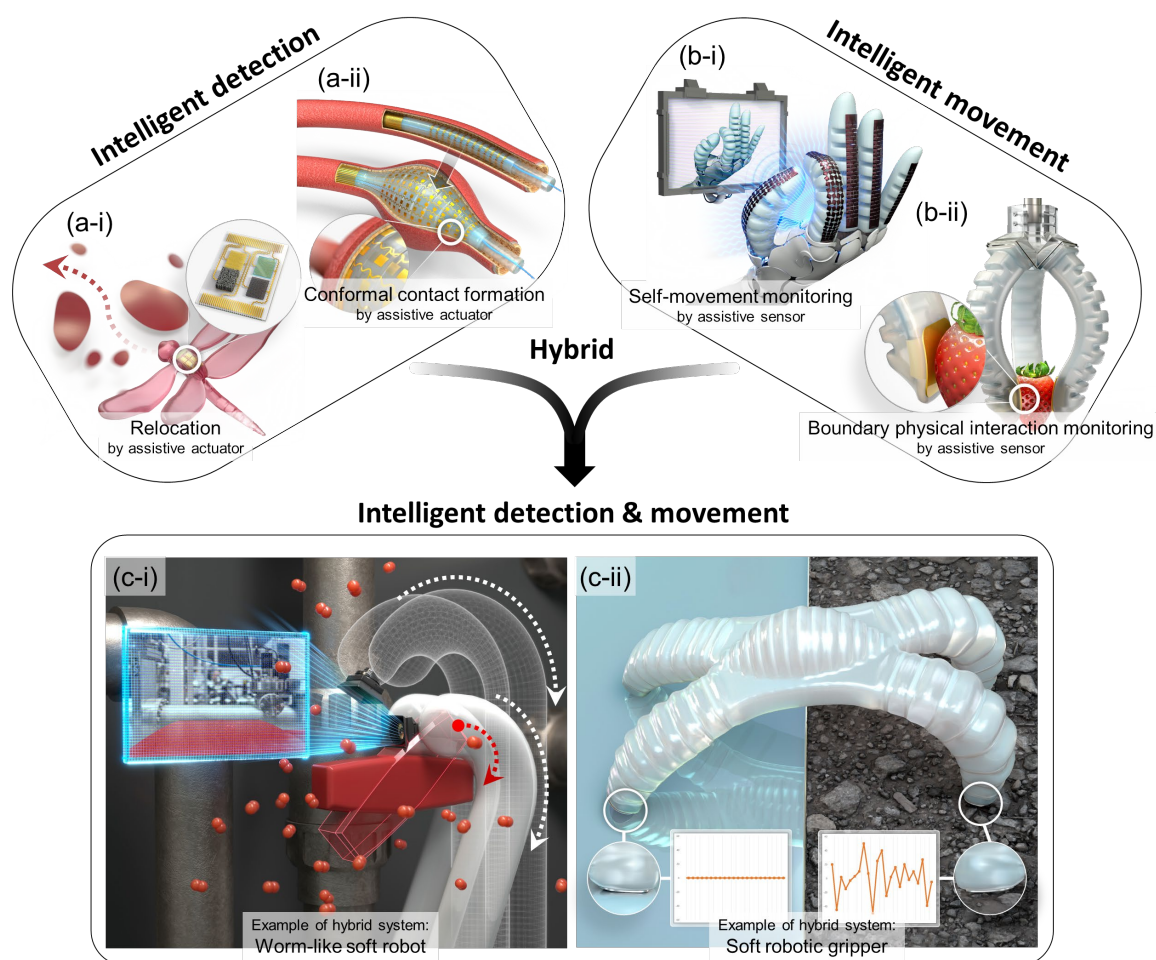 Intelligent detection
(a-i)
Relocation
by assistive actuator
(a-ii)
Conformal contact formation
by assistive actuator
Intelligent movement
(b-i)
Self-movement monitoring
by assistive sensor
(b-ii)
Boundary physical interaction monitoring
by assistive sensor
Hybrid
Intelligent detection & movement
(c-i)
Example of hybrid system:
Worm-like soft robot
(c-ii)
Example of hybrid system:
Soft robotic gripper